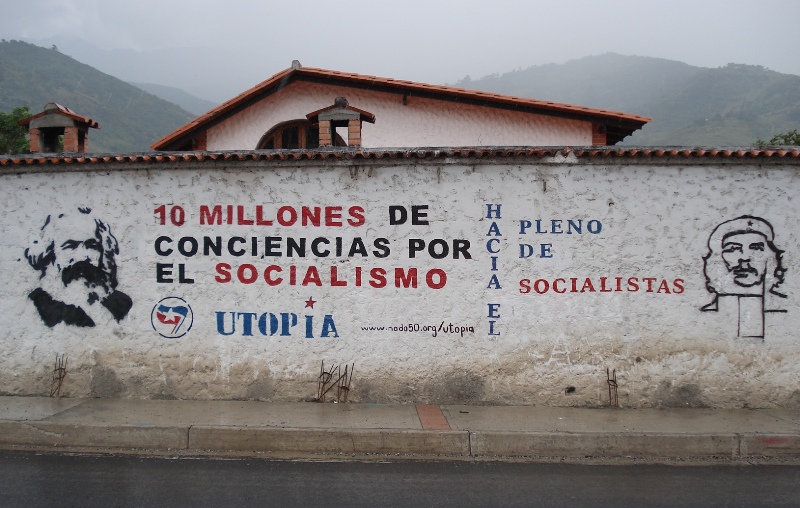 10 MILLONES DE
CONCIENCIAS POR
EL SOCIALISMO
UTOPIA
www.nodo50.org/utopia
HACIA EL
PLENO
DE
SOCIALISTAS